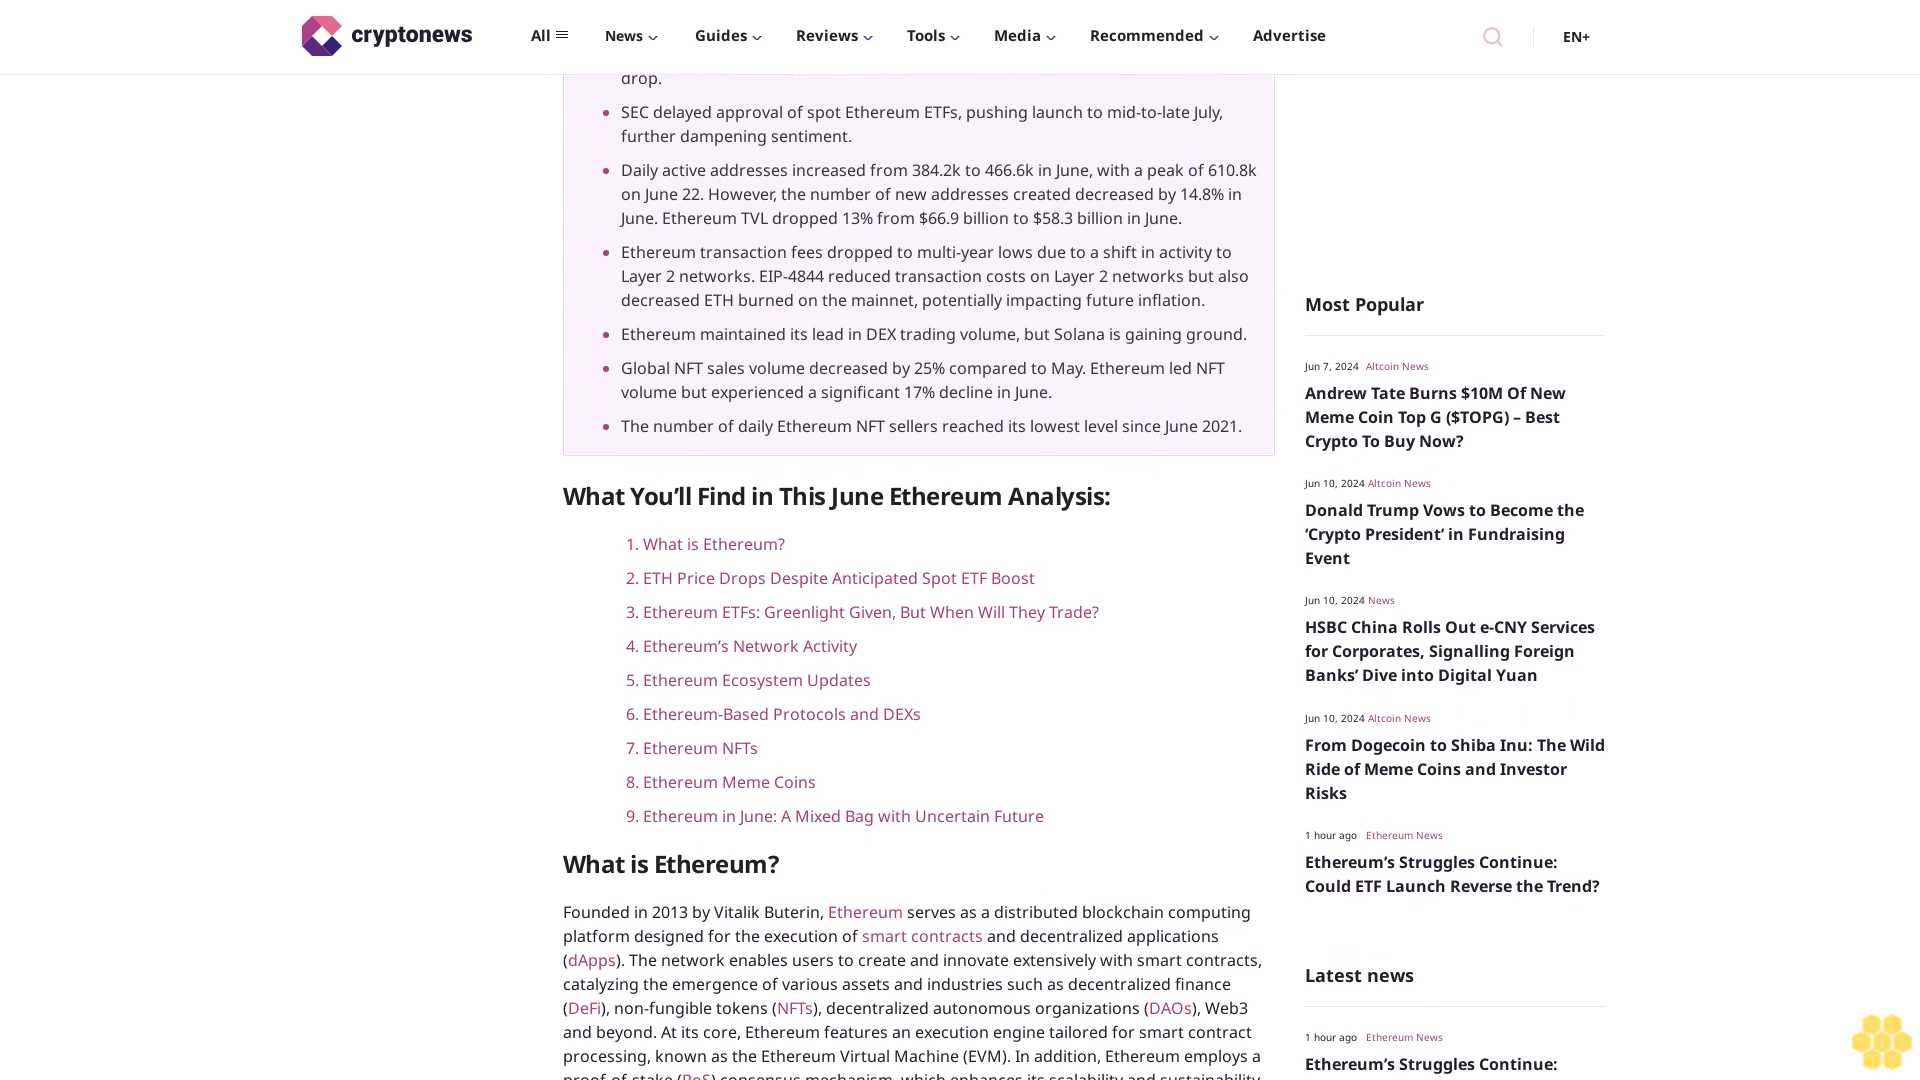 cryptonews
All
News
Guides
Reviews
Tools
Media
Recommended
Advertise
EN+
drop.
SEC delayed approval of spot Ethereum ETFs, pushing launch to mid-to-late July,
further dampening sentiment.
Daily active addresses increased from 384.2k to 466.6k in June, with a peak of 610.8k
on June 22. However, the number of new addresses created decreased by 14.8% in
June. Ethereum TVL dropped 13% from $66.9 billion to $58.3 billion in June.
Ethereum transaction fees dropped to multi-year lows due to a shift in activity to
Layer 2 networks. EIP-4844 reduced transaction costs on Layer 2 networks but also
decreased ETH burned on the mainnet, potentially impacting future inflation.
Ethereum maintained its lead in DEX trading volume, but Solana is gaining ground.
Global NFT sales volume decreased by 25% compared to May. Ethereum led NFT
volume but experienced a significant 17% decline in June.
The number of daily Ethereum NFT sellers reached its lowest level since June 2021.
What You’ll Find in This June Ethereum Analysis:
1. What is Ethereum?
2. ETH Price Drops Despite Anticipated Spot ETF Boost
3. Ethereum ETFs: Greenlight Given, But When Will They Trade?
4. Ethereum’s Network Activity
5. Ethereum Ecosystem Updates
6. Ethereum-Based Protocols and DEXs
7. Ethereum NFTs
8. Ethereum Meme Coins
9. Ethereum in June: A Mixed Bag with Uncertain Future
What is Ethereum?
Founded in 2013 by Vitalik Buterin, Ethereum serves as a distributed blockchain computing
platform designed for the execution of smart contracts and decentralized applications
(dApps). The network enables users to create and innovate extensively with smart contracts,
catalyzing the emergence of various assets and industries such as decentralized finance
(DeFi), non-fungible tokens (NFTs), decentralized autonomous organizations (DAOs), Web3
and beyond. At its core, Ethereum features an execution engine tailored for smart contract
processing, known as the Ethereum Virtual Machine (EVM). In addition, Ethereum employs a
proof-of-stake (PoS) consensus mechanism, which enhances its scalability and sustainability
Most Popular
Jun 7, 2024 Altcoin News
Andrew Tate Burns $10M Of New
Meme Coin Top G ($TOPG) – Best
Crypto To Buy Now?
Jun 10, 2024 Altcoin News
Donald Trump Vows to Become the
‘Crypto President’ in Fundraising
Event
Jun 10, 2024 News
HSBC China Rolls Out e-CNY Services
for Corporates, Signalling Foreign
Banks’ Dive into Digital Yuan
Jun 10, 2024 Altcoin News
From Dogecoin to Shiba Inu: The Wild
Ride of Meme Coins and Investor
Risks
1 hour ago Ethereum News
Ethereum’s Struggles Continue:
Could ETF Launch Reverse the Trend?
Latest news
1 hour ago Ethereum News
Ethereum’s Struggles Continue: